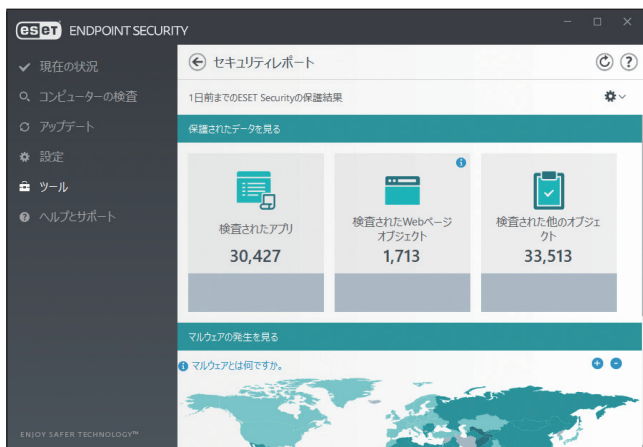 eset ENDPOINT SECURITY
現在の状況
コンピューターの検査
アップデート
設定
ツール
ヘルプとサポート
ENJOY SAFER TECHNOLOGY™
セキュリティレポート
1日前までのESET Securityの保護結果
保護されたデータを見る
検査されたアプリ
30,427
検査されたWebページ
オブジェクト
1,713
検査された他のオブジェ
クト
33,513
マルウェアの発生を見る
マルウェアとは何ですか。